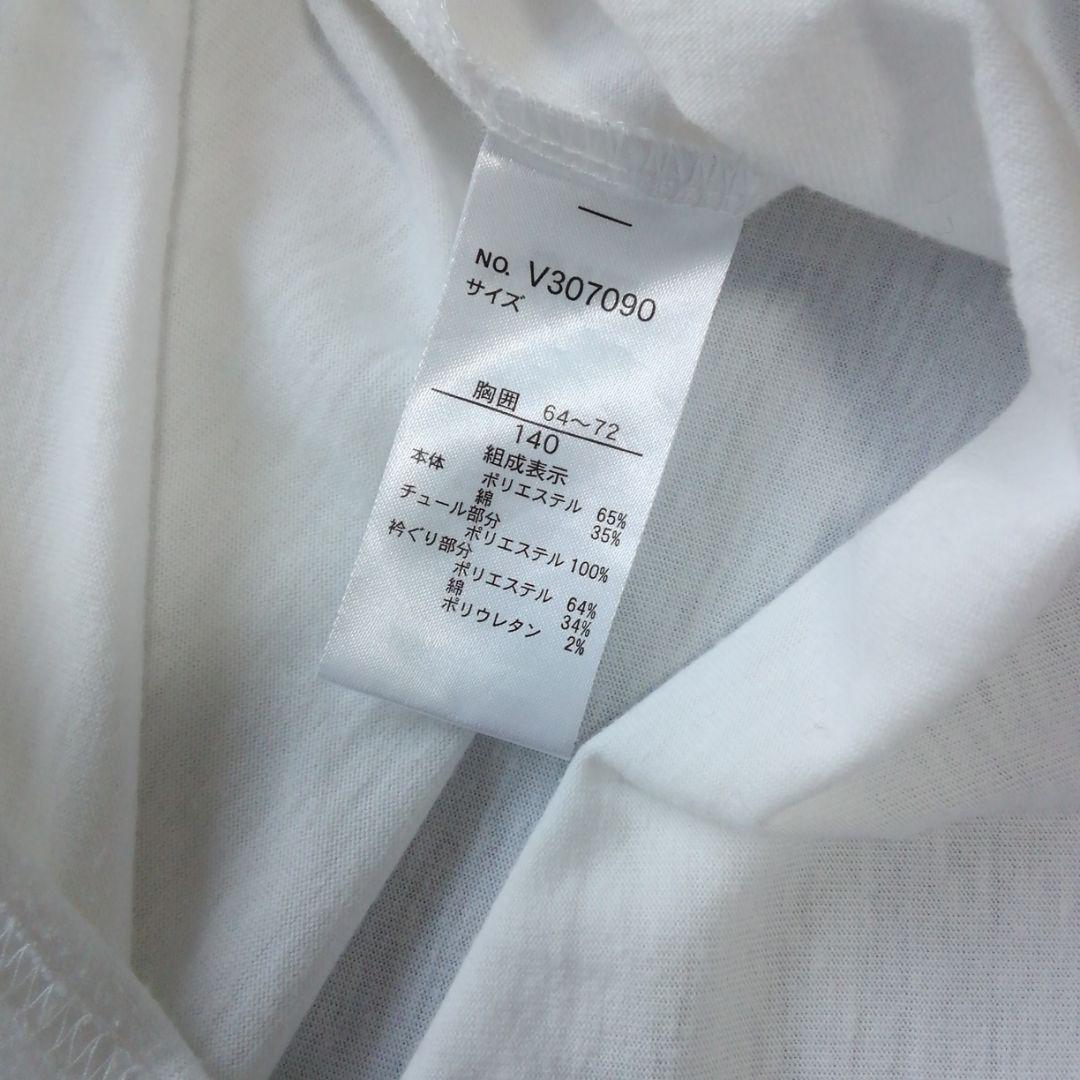 No. V307090
サイズ
胸囲 64～72
140
組成表示
本体
ポリエステル 65%
綿 35%
チュール部分
ポリエステル 100%
衿ぐり部分
ポリエステル 64%
綿 34%
ポリウレタン 2%